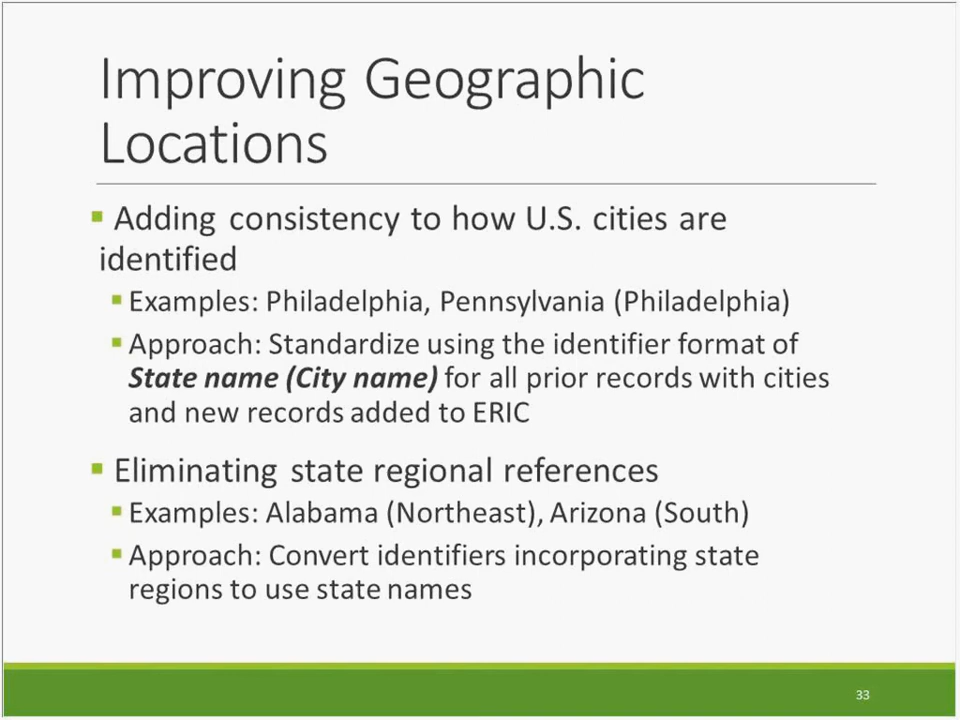 Improving Geographic
Locations
▪ Adding consistency to how U.S. cities are
identified
▪ Examples: Philadelphia, Pennsylvania (Philadelphia)
▪ Approach: Standardize using the identifier format of
State name (City name) for all prior records with cities
and new records added to ERIC
▪ Eliminating state regional references
▪ Examples: Alabama (Northeast), Arizona (South)
▪ Approach: Convert identifiers incorporating state
regions to use state names
33